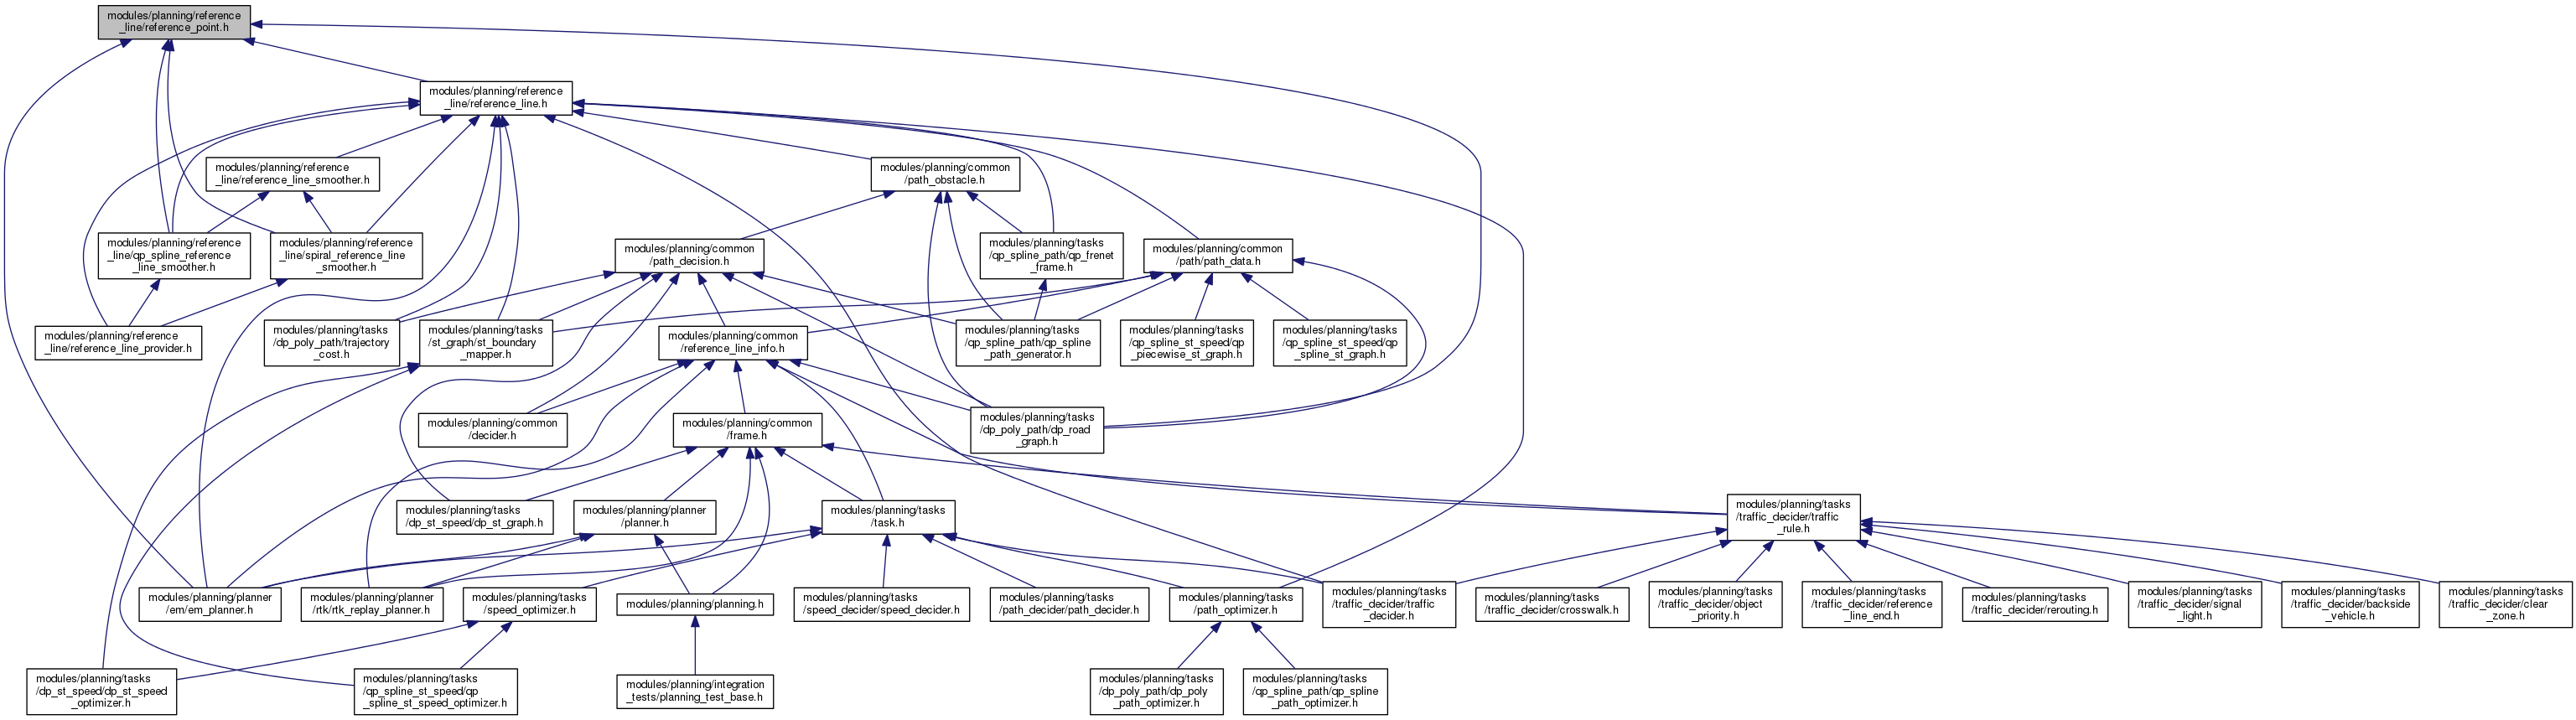 modules/planning/reference
_line/reference_point.h
modules/planning/reference
_line/reference_line.h
modules/planning/reference
_line/reference_line_smoother.h
modules/planning/common
/path_obstacle.h
modules/planning/reference
_line/qp_spline_reference
_line_smoother.h
modules/planning/reference
_line/spiral_reference_line
_smoother.h
modules/planning/common
/path_decision.h
modules/planning/tasks
/qp_spline_path/qp_frenet
_frame.h
modules/planning/common
/path/path_data.h
modules/planning/reference
_line/reference_line_provider.h
modules/planning/tasks
/dp_poly_path/trajectory
_cost.h
modules/planning/tasks
/st_graph/st_boundary
_mapper.h
modules/planning/common
/reference_line_info.h
modules/planning/tasks
/qp_spline_path/qp_spline
_path_generator.h
modules/planning/tasks
/qp_spline_st_speed/qp
_piecewise_st_graph.h
modules/planning/tasks
/qp_spline_st_speed/qp
_spline_st_graph.h
modules/planning/common
/decider.h
modules/planning/common
/frame.h
modules/planning/tasks
/dp_poly_path/dp_road
_graph.h
modules/planning/tasks
/dp_st_speed/dp_st_graph.h
modules/planning/planner
/planner.h
modules/planning/tasks
/task.h
modules/planning/tasks
/traffic_decider/traffic
_rule.h
modules/planning/planner
/em/em_planner.h
modules/planning/planner
/rtk/rtk_replay_planner.h
modules/planning/tasks
/speed_optimizer.h
modules/planning/planning.h
modules/planning/tasks
/speed_decider/speed_decider.h
modules/planning/tasks
/path_decider/path_decider.h
modules/planning/tasks
/path_optimizer.h
modules/planning/tasks
/traffic_decider/traffic
_decider.h
modules/planning/tasks
/traffic_decider/crosswalk.h
modules/planning/tasks
/traffic_decider/object
_priority.h
modules/planning/tasks
/traffic_decider/reference
_line_end.h
modules/planning/tasks
/traffic_decider/rerouting.h
modules/planning/tasks
/traffic_decider/signal
_light.h
modules/planning/tasks
/traffic_decider/backside
_vehicle.h
modules/planning/tasks
/traffic_decider/clear
_zone.h
modules/planning/tasks
/dp_st_speed/dp_st_speed
_optimizer.h
modules/planning/tasks
/qp_spline_st_speed/qp
_spline_st_speed_optimizer.h
modules/planning/integration
_tests/planning_test_base.h
modules/planning/tasks
/dp_poly_path/dp_poly
_path_optimizer.h
modules/planning/tasks
/qp_spline_path/qp_spline
_path_optimizer.h